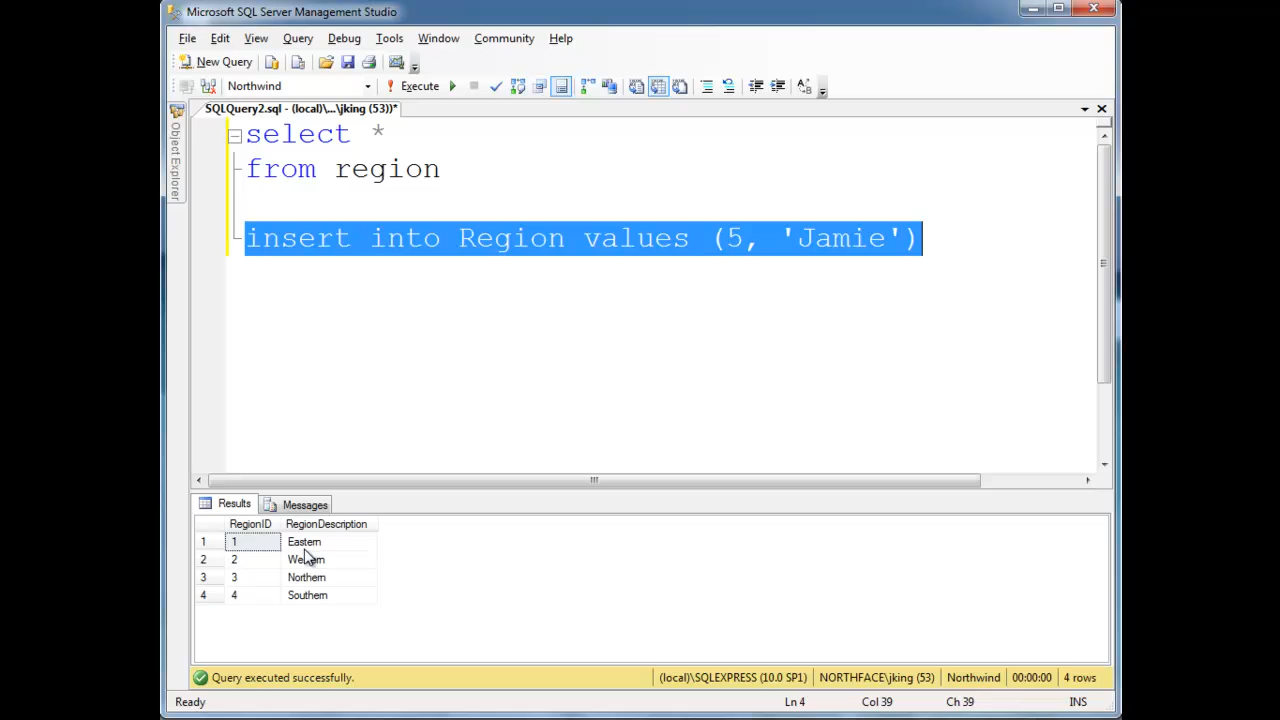 Microsoft SQL Server Management Studio
File Edit View Query Debug Tools Window Community Help
New Query
Northwind Execute
SQLQuery2.sql - (local)\...\jking (53))*
Object Explorer
select *
from region
insert into Region values (5, 'Jamie')
Results Messages
RegionID RegionDescription
1 1 Eastern
2 2 Western
3 3 Northern
4 4 Southern
Query executed successfully. (local)\SQLEXPRESS (10.0 SP1) NORTHFACE\jking (53) Northwind 00:00:00 4 rows
Ready Ln 4 Col 39 Ch 39 INS